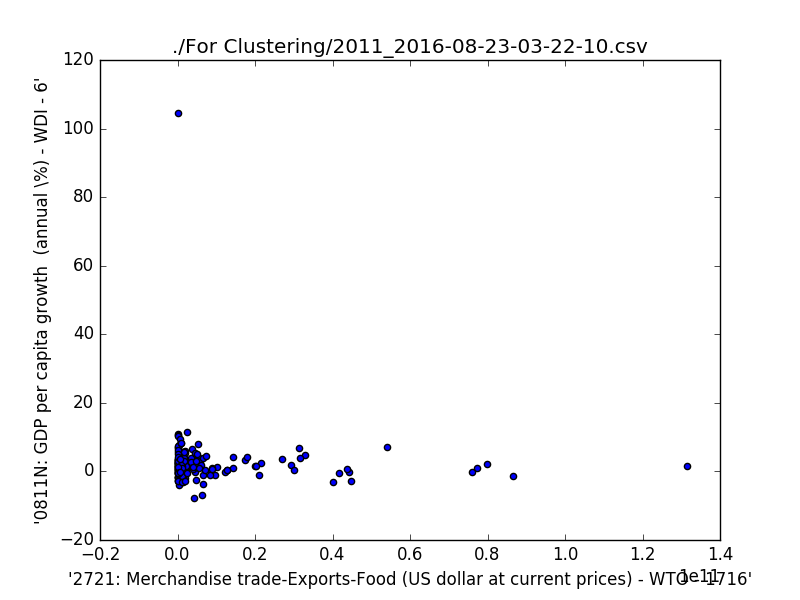 ./For Clustering/2011_2016-08-23-03-22-10.csv
120
100
80
60
40
20
0
−20
'0811N: GDP per capita growth  (annual \%) - WDI - 6'
−0.2 0.0 0.2 0.4 0.6 0.8 1.0 1.2 1.4
1e11
'2721: Merchandise trade-Exports-Food (US dollar at current prices) - WTO - 1716'